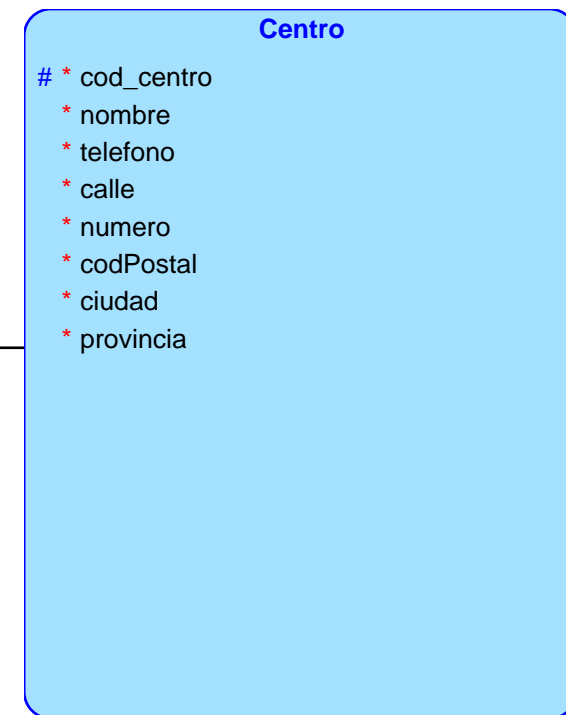 Centro
# * cod_centro
* nombre
* telefono
* calle
* numero
* codPostal
* ciudad
* provincia